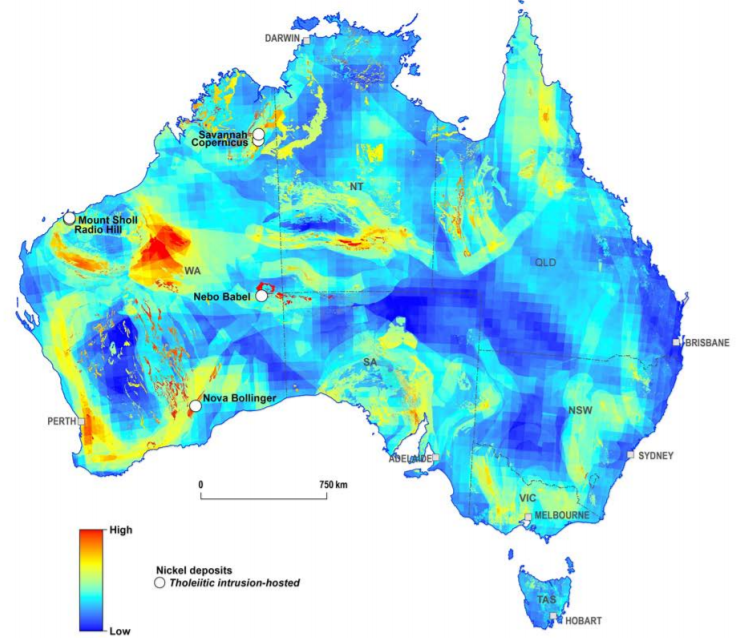 DARWIN
Savannah
Copernicus
NT
Mount Sholl
Radio Hill
WA
QLD
Nebo Babel
BRISBANE
SA
Nova Bollinger
NSW
PERTH
SYDNEY
ADELAIDE
0 750 km
VIC
MELBOURNE
High
Nickel deposits
Tholeiitic intrusion-hosted
TAS
HOBART
Low